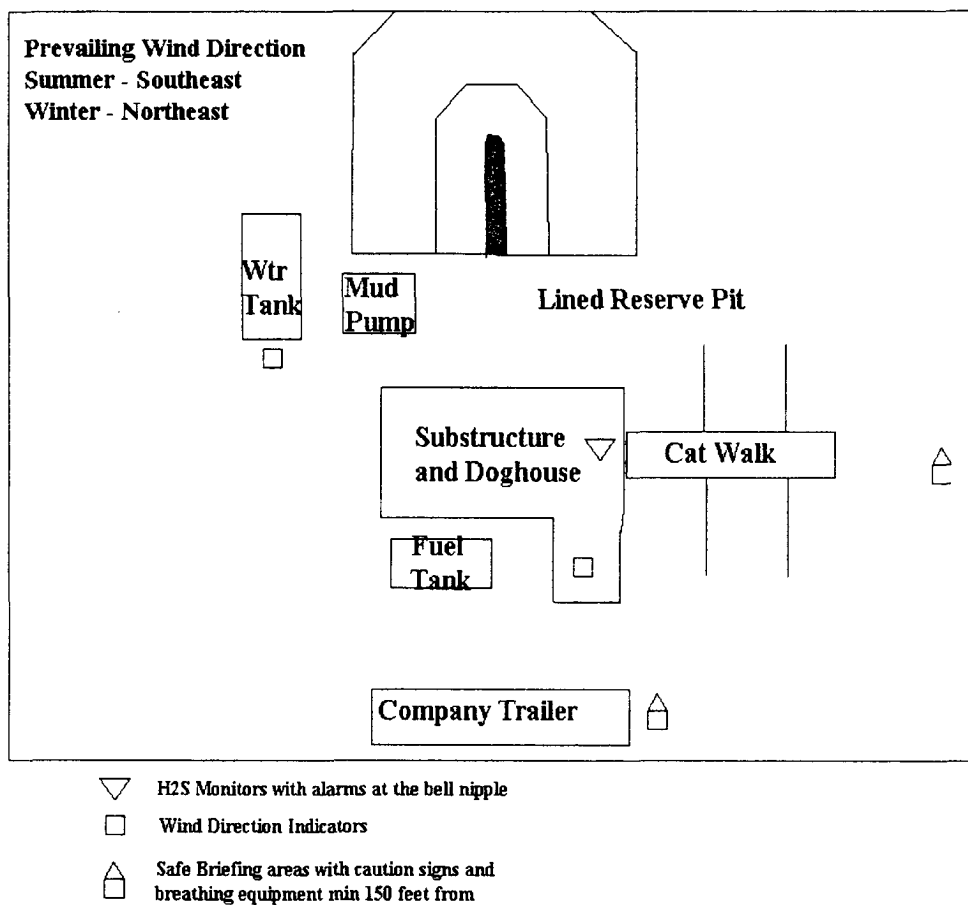 Prevailing Wind Direction
Summer - Southeast
Winter - Northeast
Wtr
Tank
Mud
Pump
Lined Reserve Pit
Substructure
and Doghouse
Cat Walk
Fuel
Tank
Company Trailer
H2S Monitors with alarms at the bell nipple
Wind Direction Indicators
Safe Briefing areas with caution signs and
breathing equipment min 150 feet from